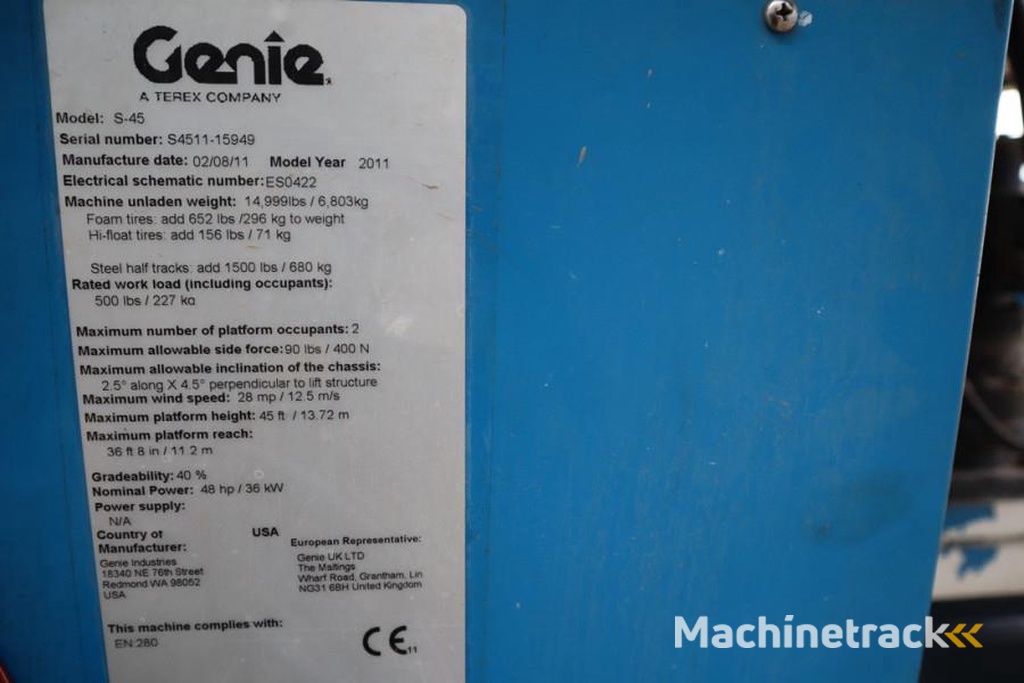 Genie
A TEREX COMPANY
Model: S-45
Serial number: S4511-15949
Manufacture date: 02/08/11 Model Year 2011
Electrical schematic number: ES0422
Machine unladen weight: 14,999lbs / 6,803kg
Foam tires: add 652 lbs /296 kg to weight
Hi-float tires: add 156 lbs / 71 kg
Steel half tracks: add 1500 lbs / 680 kg
Rated work load (including occupants):
500 lbs / 227 kg
Maximum number of platform occupants: 2
Maximum allowable side force: 90 lbs / 400 N
Maximum allowable inclination of the chassis:
2.5° along X 4.5° perpendicular to lift structure
Maximum wind speed: 28 mp / 12.5 m/s
Maximum platform height: 45 ft / 13.72 m
Maximum platform reach:
36 ft 8 in / 11.2 m
Gradeability: 40 %
Nominal Power: 48 hp / 36 kW
Power supply:
N/A
Country of USA
Manufacturer:
Genie Industries
18340 NE 76th Street
Redmond WA 98052
USA
European Representative:
Genie UK LTD
The Maltings
Wharf Road, Grantham, Lin
NG31 6BH United Kingdom
This machine complies with:
EN 280
CE 11
Machinetrack